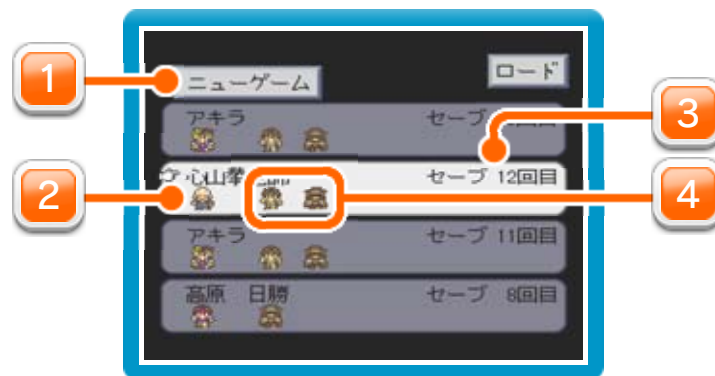 1
ニューゲーム
ロード
アキラ
セーブ
3
2
心山拳
セーブ 12回目
4
アキラ
セーブ 11回目
高原 日勝
セーブ 8回目